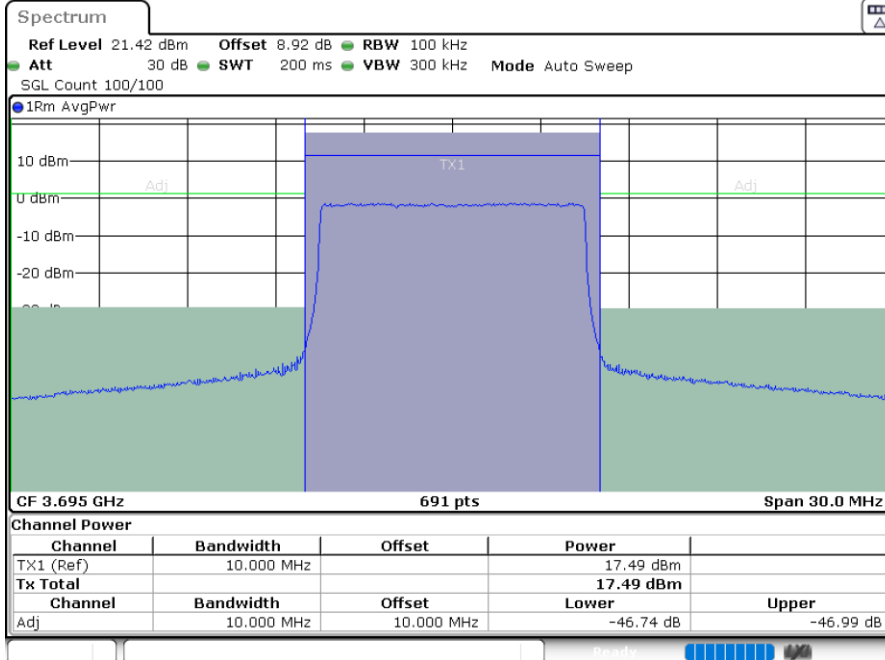 Spectrum
Ref Level 21.42 dBm Offset 8.92 dB RBW 100 kHz
Att 30 dB SWT 200 ms VBW 300 kHz Mode Auto Sweep
SGL Count 100/100
1Rm AvgPwr
10 dBm
TX1
Adj Adj
0 dBm
-10 dBm
-20 dBm
CF 3.695 GHz 691 pts Span 30.0 MHz
Channel Power
Channel Bandwidth Offset Power
TX1 (Ref) 10.000 MHz 17.49 dBm
Tx Total 17.49 dBm
Channel Bandwidth Offset Lower Upper
Adj 10.000 MHz 10.000 MHz -46.74 dB -46.99 dB
Ready